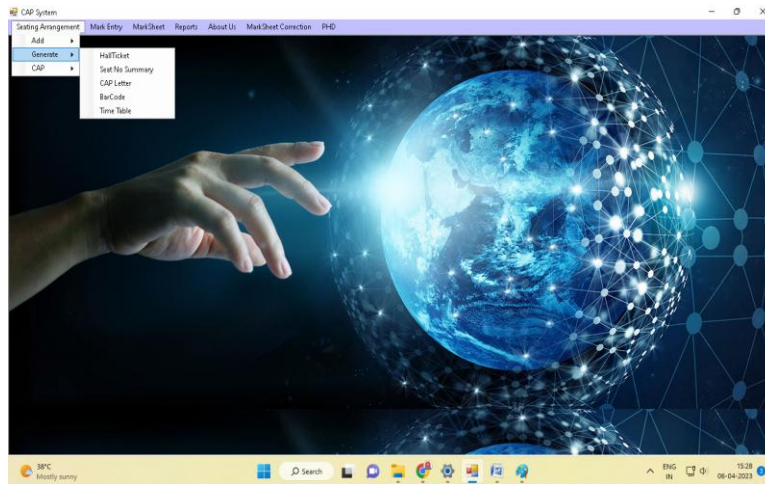 CAP System
Seating Arrangement Mark Entry MarkSheet Reports About Us MarkSheet Correction PHD
Add
Generate
CAP
HallTicket
Seat No Summary
CAP Letter
BarCode
Time Table
38°C
Mostly sunny
Search
ENG
IN
15:28
06-04-2023
3